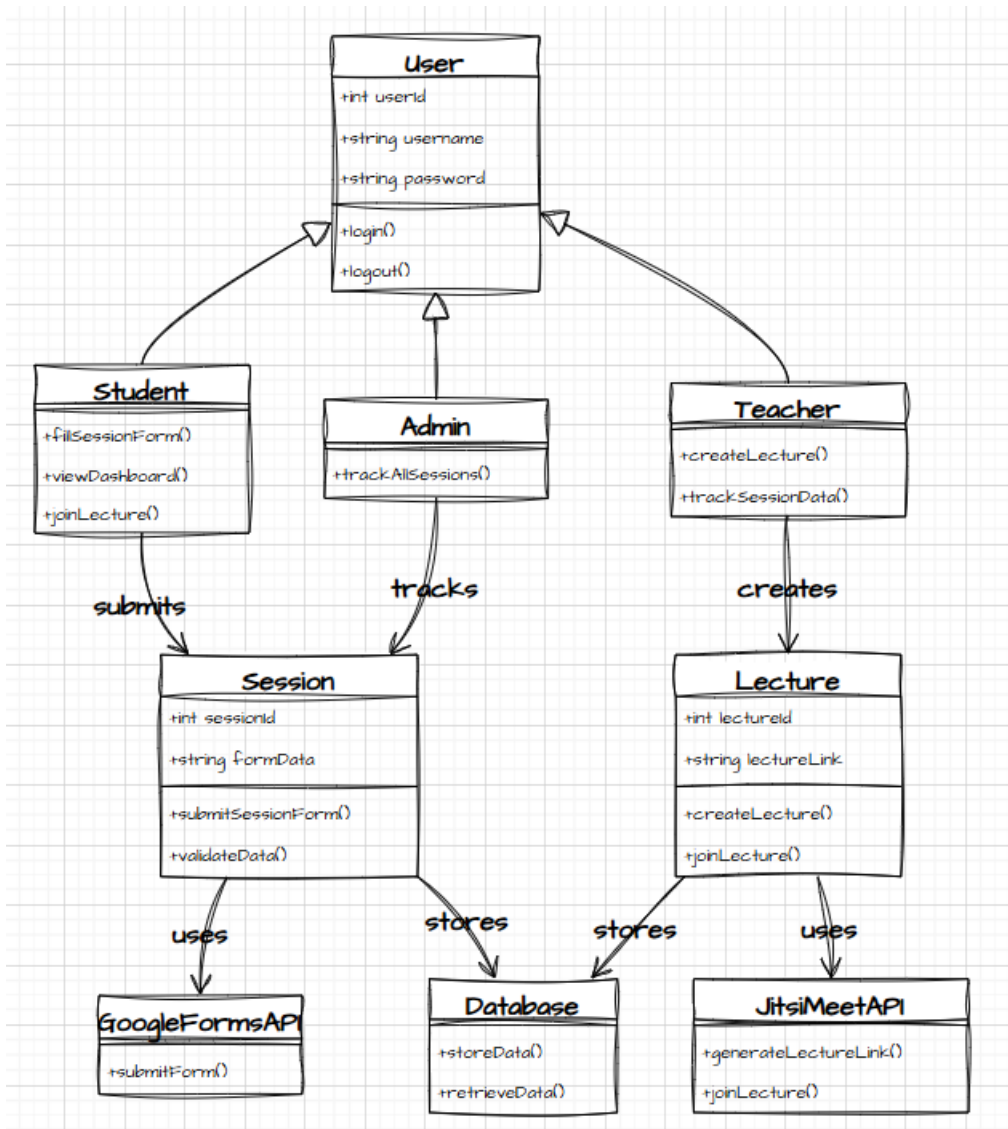 User
+int userId
+string username
+string password
+login()
+logout()
Student
+fillSessionForm()
+viewDashboard()
+joinLecture()
Admin
+trackAllSessions()
Teacher
+createLecture()
+trackSessionData()
submits
tracks
creates
Session
+int sessionId
+string formData
+submitSessionForm()
+validateData()
Lecture
+int lectureId
+string lectureLink
+createLecture()
+joinLecture()
uses
stores
stores
uses
GoogleFormsAPI
+submitForm()
Database
+storeData()
+retrieveData()
JitsiMeetAPI
+generateLectureLink()
+joinLecture()